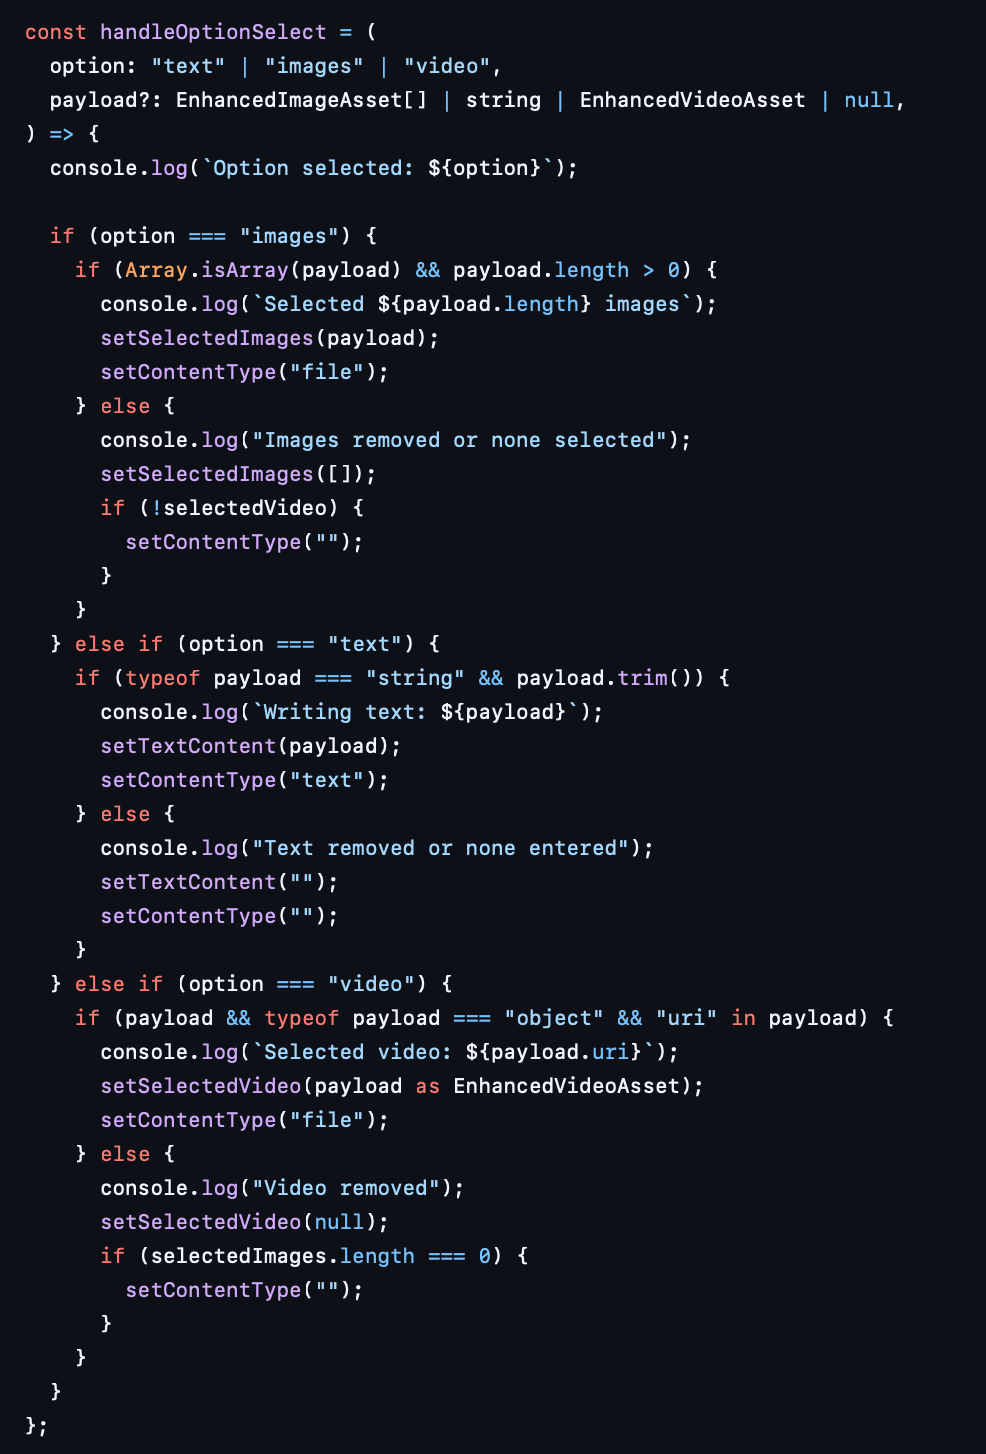 const handleOptionSelect = (
  option: "text" | "images" | "video",
  payload?: EnhancedImageAsset[] | string | EnhancedVideoAsset | null,
) => {
  console.log(`Option selected: ${option}`);

  if (option === "images") {
    if (Array.isArray(payload) && payload.length > 0) {
      console.log(`Selected ${payload.length} images`);
      setSelectedImages(payload);
      setContentType("file");
    } else {
      console.log("Images removed or none selected");
      setSelectedImages([]);
      if (!selectedVideo) {
        setContentType("");
      }
    }
  } else if (option === "text") {
    if (typeof payload === "string" && payload.trim()) {
      console.log(`Writing text: ${payload}`);
      setTextContent(payload);
      setContentType("text");
    } else {
      console.log("Text removed or none entered");
      setTextContent("");
      setContentType("");
    }
  } else if (option === "video") {
    if (payload && typeof payload === "object" && "uri" in payload) {
      console.log(`Selected video: ${payload.uri}`);
      setSelectedVideo(payload as EnhancedVideoAsset);
      setContentType("file");
    } else {
      console.log("Video removed");
      setSelectedVideo(null);
      if (selectedImages.length === 0) {
        setContentType("");
      }
    }
  }
};